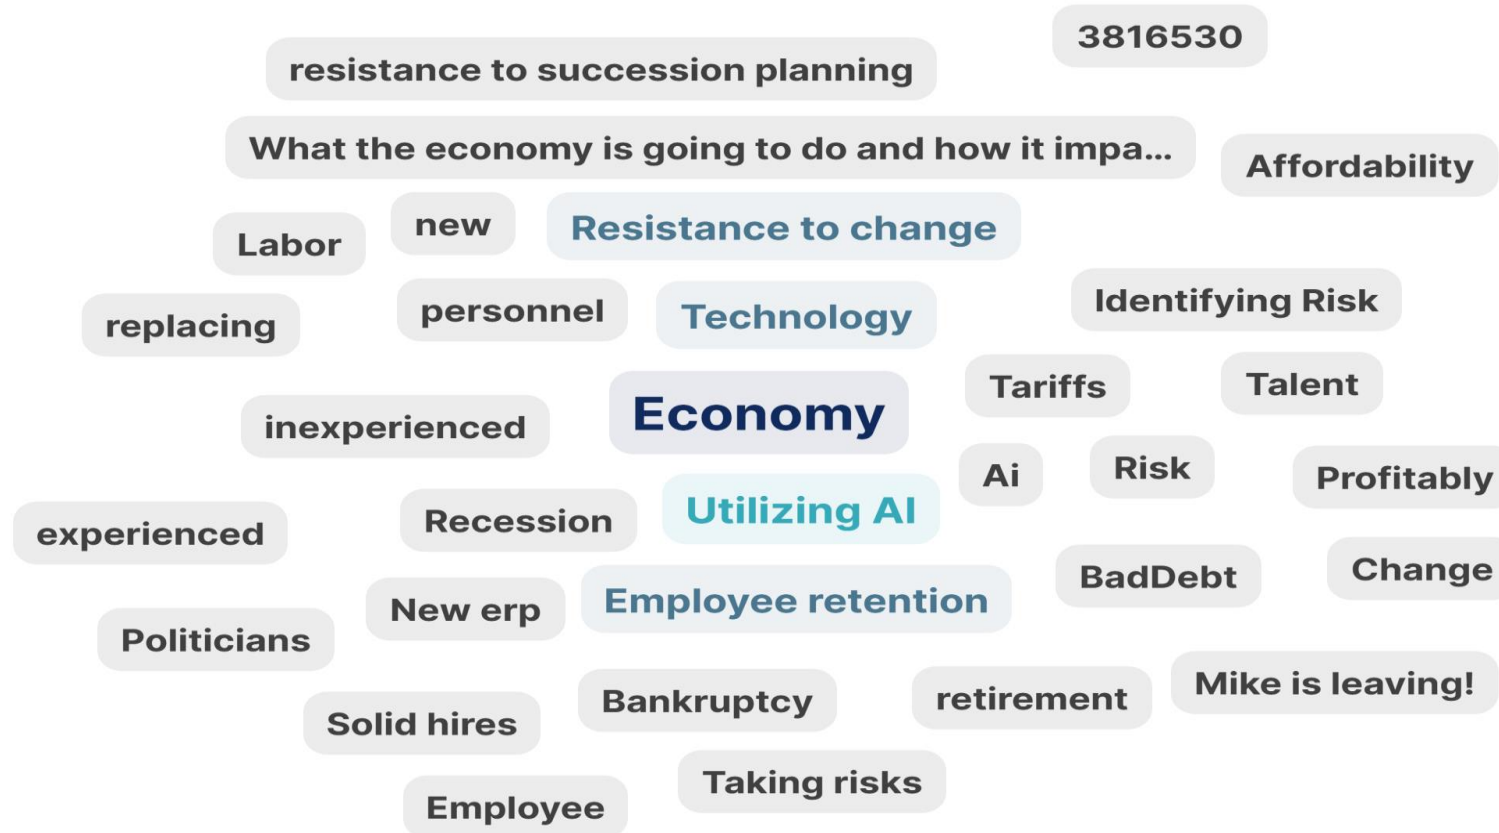 3816530
resistance to succession planning
What the economy is going to do and how it impa...
Affordability
new
Resistance to change
Labor
Identifying Risk
personnel
Technology
replacing
Tariffs
Talent
Economy
inexperienced
Ai
Risk
Profitably
Utilizing AI
Recession
experienced
BadDebt
Change
Employee retention
New erp
Politicians
Mike is leaving!
Bankruptcy
retirement
Solid hires
Taking risks
Employee